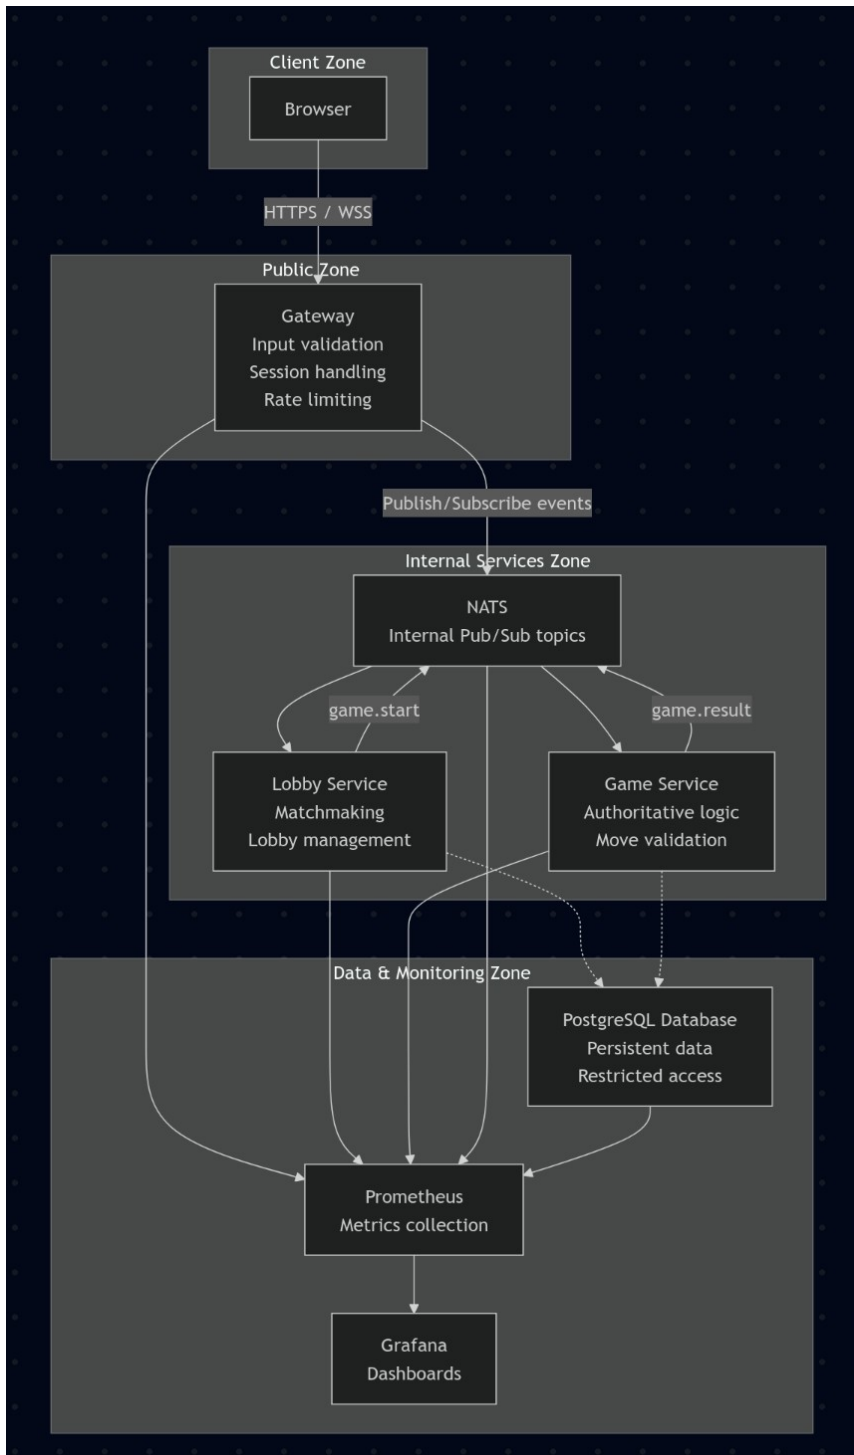 Client Zone
Browser
HTTPS / WSS
Public Zone
Gateway
Input validation
Session handling
Rate limiting
Publish/Subscribe events
Internal Services Zone
NATS
Internal Pub/Sub topics
game.start
game.result
Lobby Service
Matchmaking
Lobby management
Game Service
Authoritative logic
Move validation
Data & Monitoring Zone
PostgreSQL Database
Persistent data
Restricted access
Prometheus
Metrics collection
Grafana
Dashboards